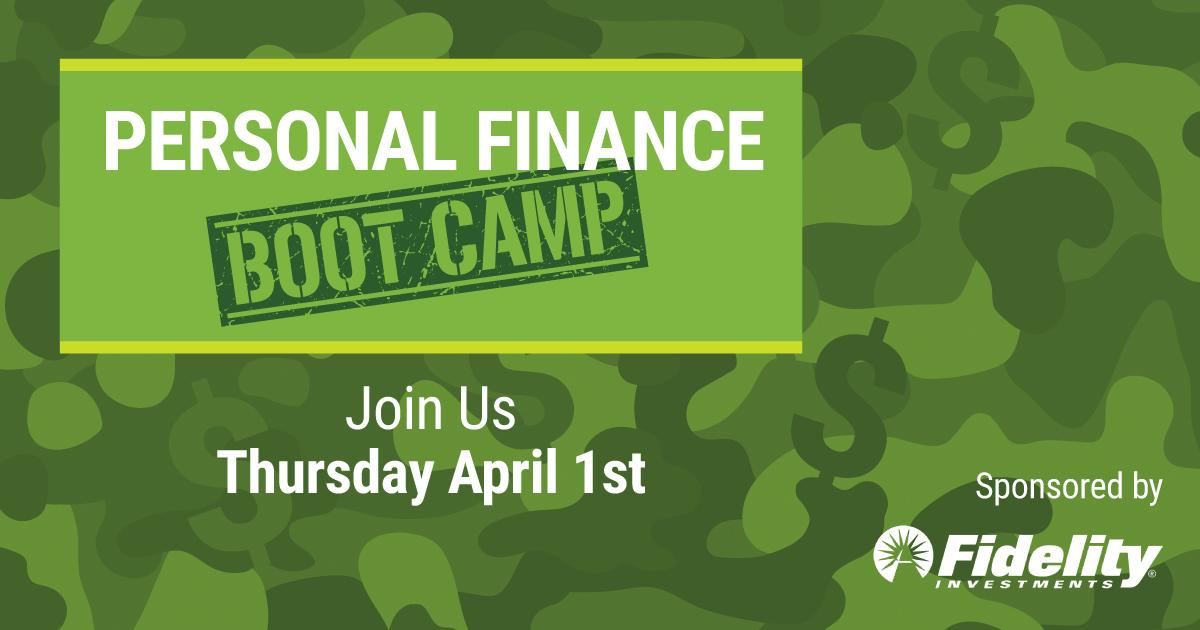 PERSONAL FINANCE
BOOT CAMP
Join Us
Thursday April 1st
Sponsored by
Fidelity®
INVESTMENTS